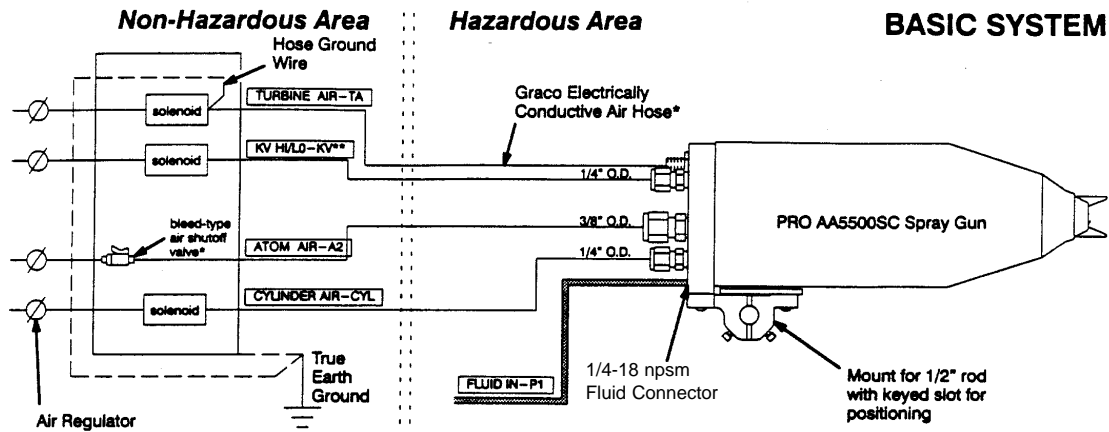 Non-Hazardous Area
Hazardous Area
BASIC SYSTEM
Hose Ground
Wire
solenoid
TURBINE AIR-TA
Graco Electrically
Conductive Air Hose*
solenoid
KV HI/L0-KV**
1/4" O.D.
bleed-type
air shutoff
valve*
ATOM AIR-A2
3/8" O.D.
PRO AA5500SC Spray Gun
1/4" O.D.
solenoid
CYLINDER AIR-CYL
True
Earth
Ground
FLUID IN-P1
1/4-18 npsm
Fluid Connector
Mount for 1/2" rod
with keyed slot for
positioning
Air Regulator